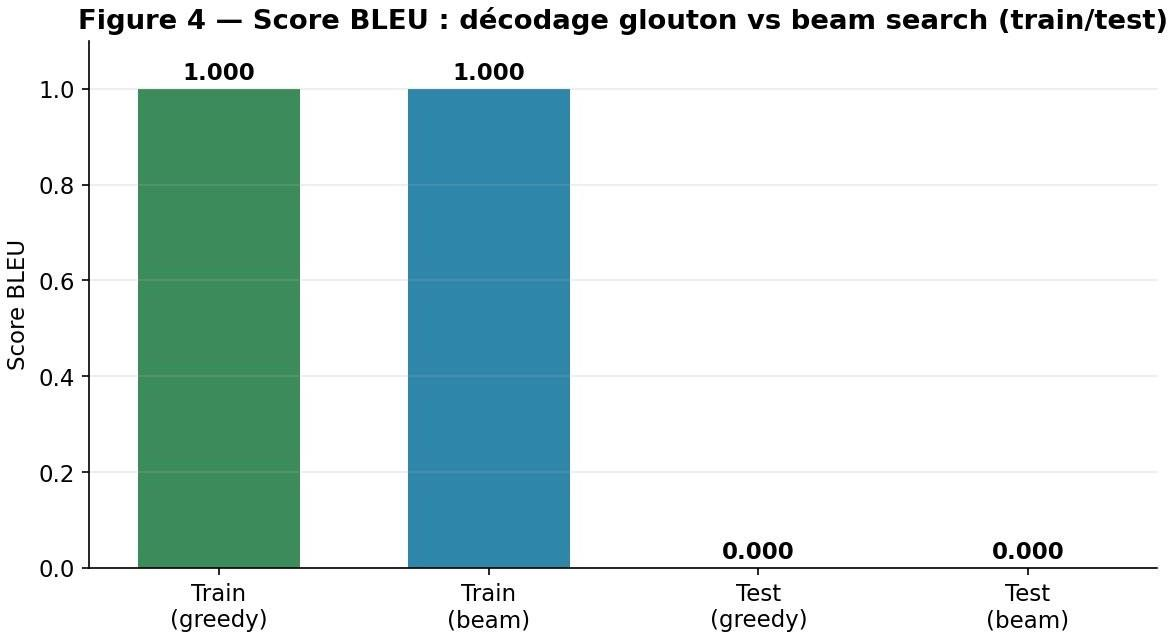 Figure 4 — Score BLEU : décodage glouton vs beam search (train/test)
1.000
1.000
0.000
0.000
1.0
0.8
0.6
0.4
0.2
0.0
Score BLEU
Train
(greedy)
Train
(beam)
Test
(greedy)
Test
(beam)